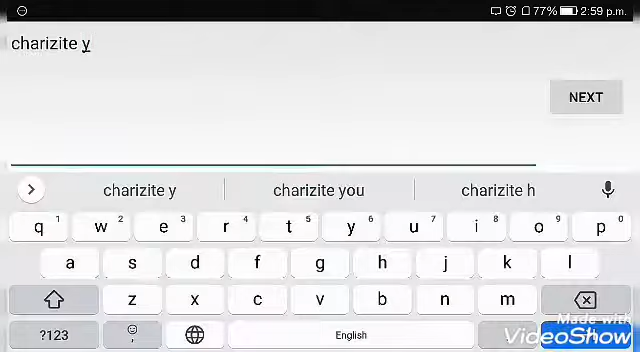 77% 2:59 p.m.
charizite y
NEXT
charizite y charizite you charizite h
q 1 w 2 e 3 r 4 t 5 y 6 u 7 i 8 o 9 p 0
a s d f g h j k l
z x c v b n m
?123 , English
Made with
VideoShow